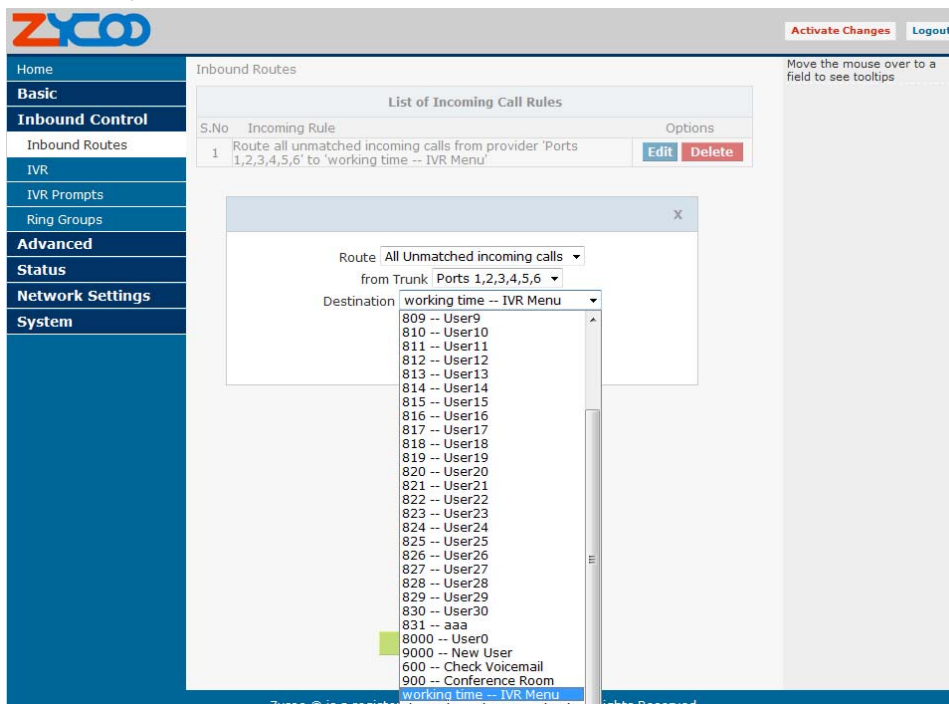 ZYCOO
Activate Changes
Logout
Home
Basic
Inbound Control
Inbound Routes
IVR
IVR Prompts
Ring Groups
Advanced
Status
Network Settings
System
Inbound Routes
List of Incoming Call Rules
S.No Incoming Rule Options
1 Route all unmatched incoming calls from provider 'Ports
1,2,3,4,5,6' to 'working time -- IVR Menu'
Edit Delete
X
Route All Unmatched incoming calls
from Trunk Ports 1,2,3,4,5,6
Destination working time -- IVR Menu
809 -- User9
810 -- User10
811 -- User11
812 -- User12
813 -- User13
814 -- User14
815 -- User15
816 -- User16
817 -- User17
818 -- User18
819 -- User19
820 -- User20
821 -- User21
822 -- User22
823 -- User23
824 -- User24
825 -- User25
826 -- User26
827 -- User27
828 -- User28
829 -- User29
830 -- User30
831 -- aaa
8000 -- User0
9000 -- New User
600 -- Check Voicemail
900 -- Conference Room
working time -- IVR Menu
Move the mouse over to a
field to see tooltips